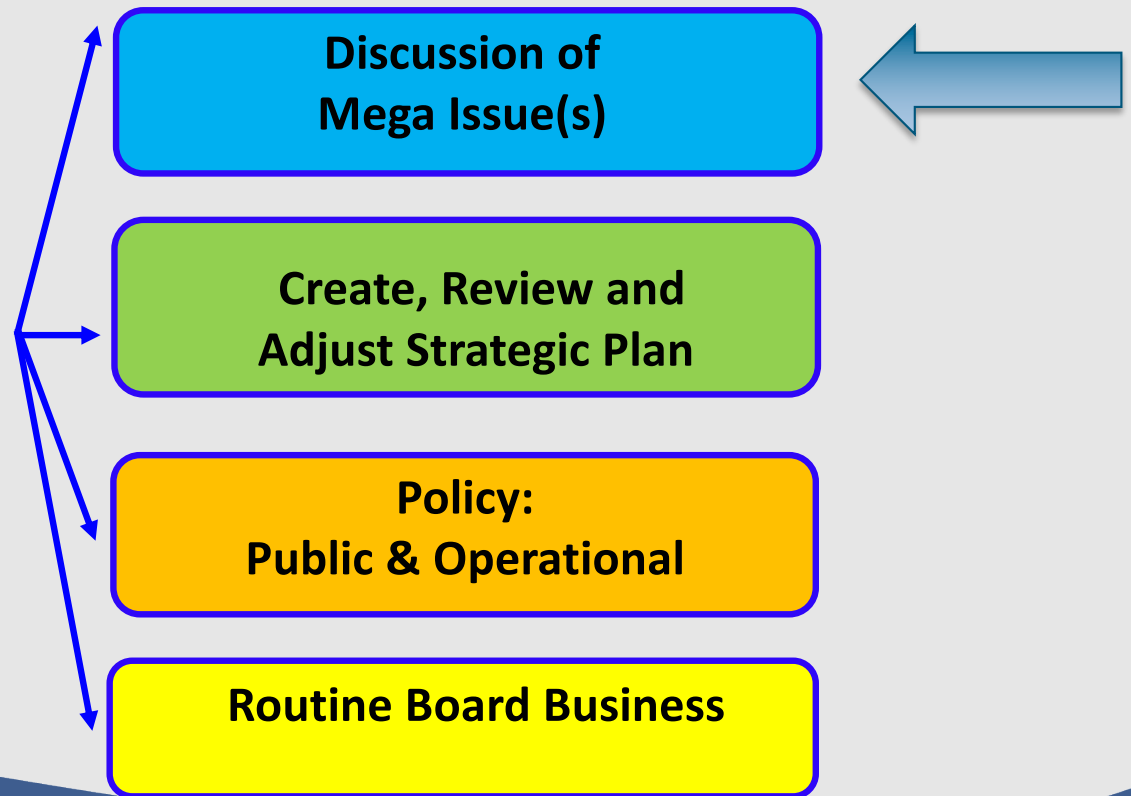 Discussion of
Mega Issue(s)
Create, Review and
Adjust Strategic Plan
Policy:
Public & Operational
Routine Board Business